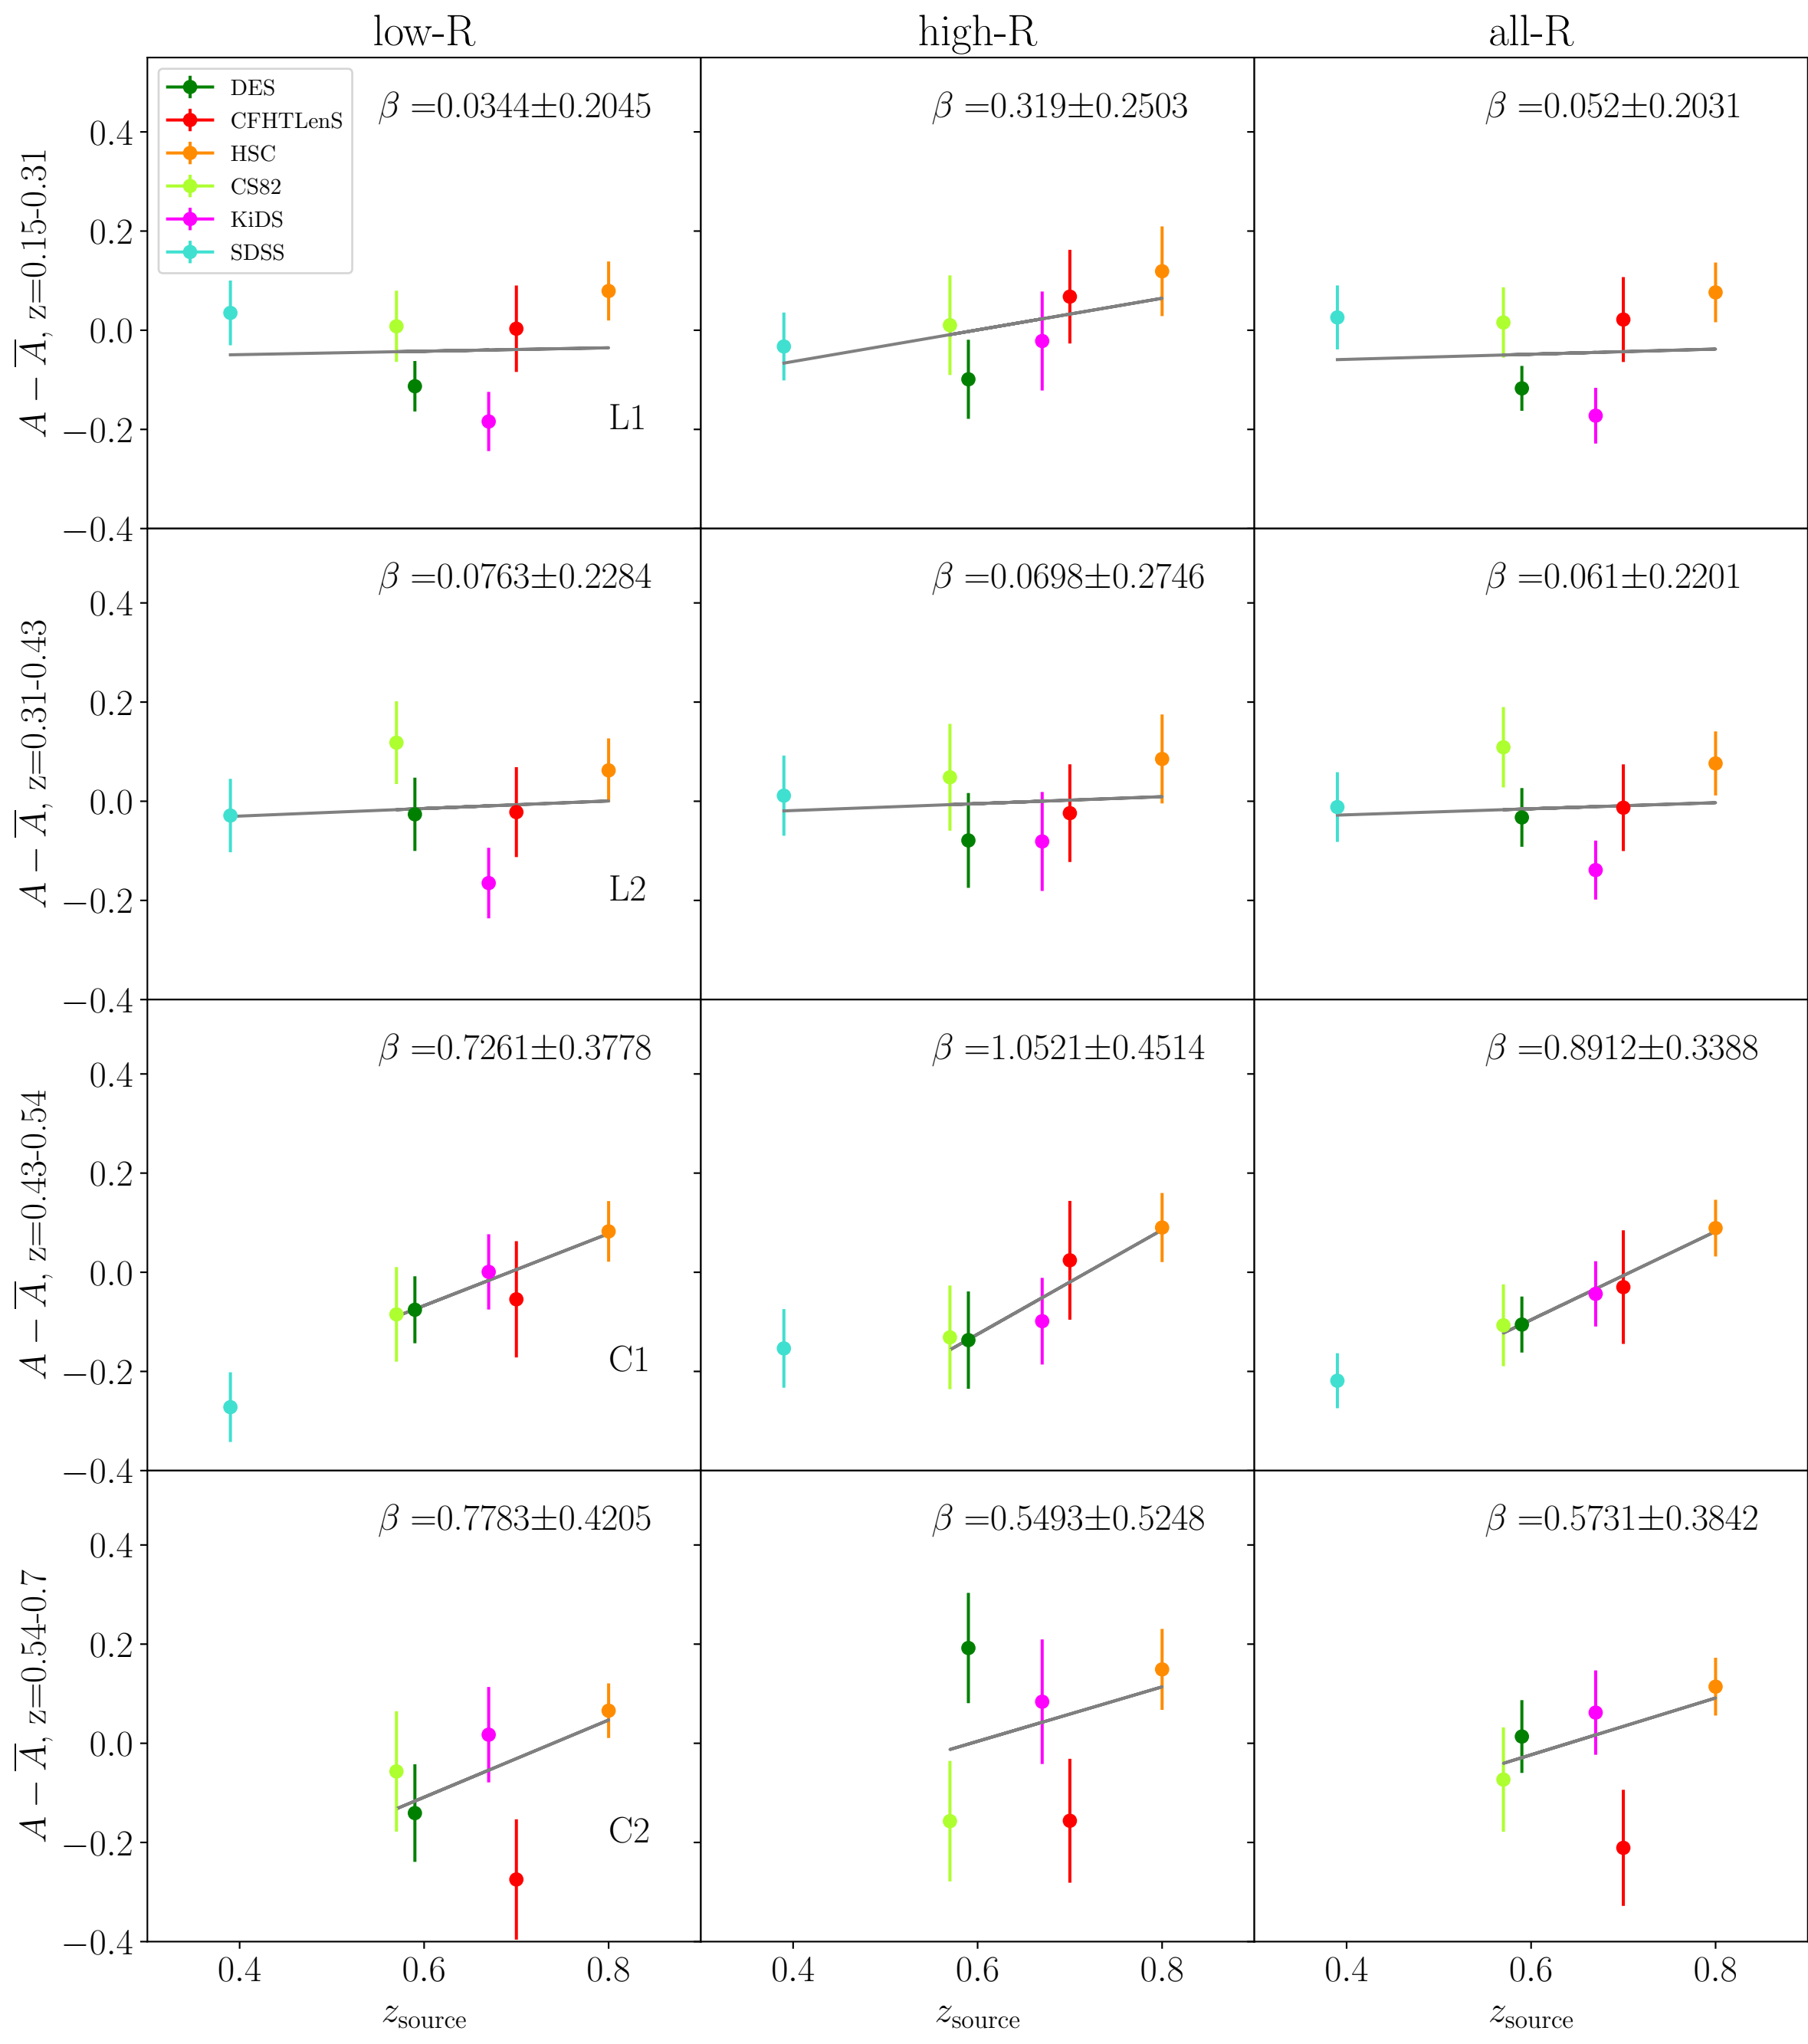 low-R high-R all-R
DES
CFHTLenS
HSC
CS82
KiDS
SDSS
β =0.0344±0.2045 β =0.319±0.2503 β =0.052±0.2031
A − A̅, z=0.15-0.31
0.4
0.2
0.0
−0.2
−0.4
L1
β =0.0763±0.2284 β =0.0698±0.2746 β =0.061±0.2201
A − A̅, z=0.31-0.43
0.4
0.2
0.0
−0.2
−0.4
L2
β =0.7261±0.3778 β =1.0521±0.4514 β =0.8912±0.3388
A − A̅, z=0.43-0.54
0.4
0.2
0.0
−0.2
−0.4
C1
β =0.7783±0.4205 β =0.5493±0.5248 β =0.5731±0.3842
A − A̅, z=0.54-0.7
0.4
0.2
0.0
−0.2
−0.4
C2
0.4 0.6 0.8 0.4 0.6 0.8 0.4 0.6 0.8
z_source z_source z_source